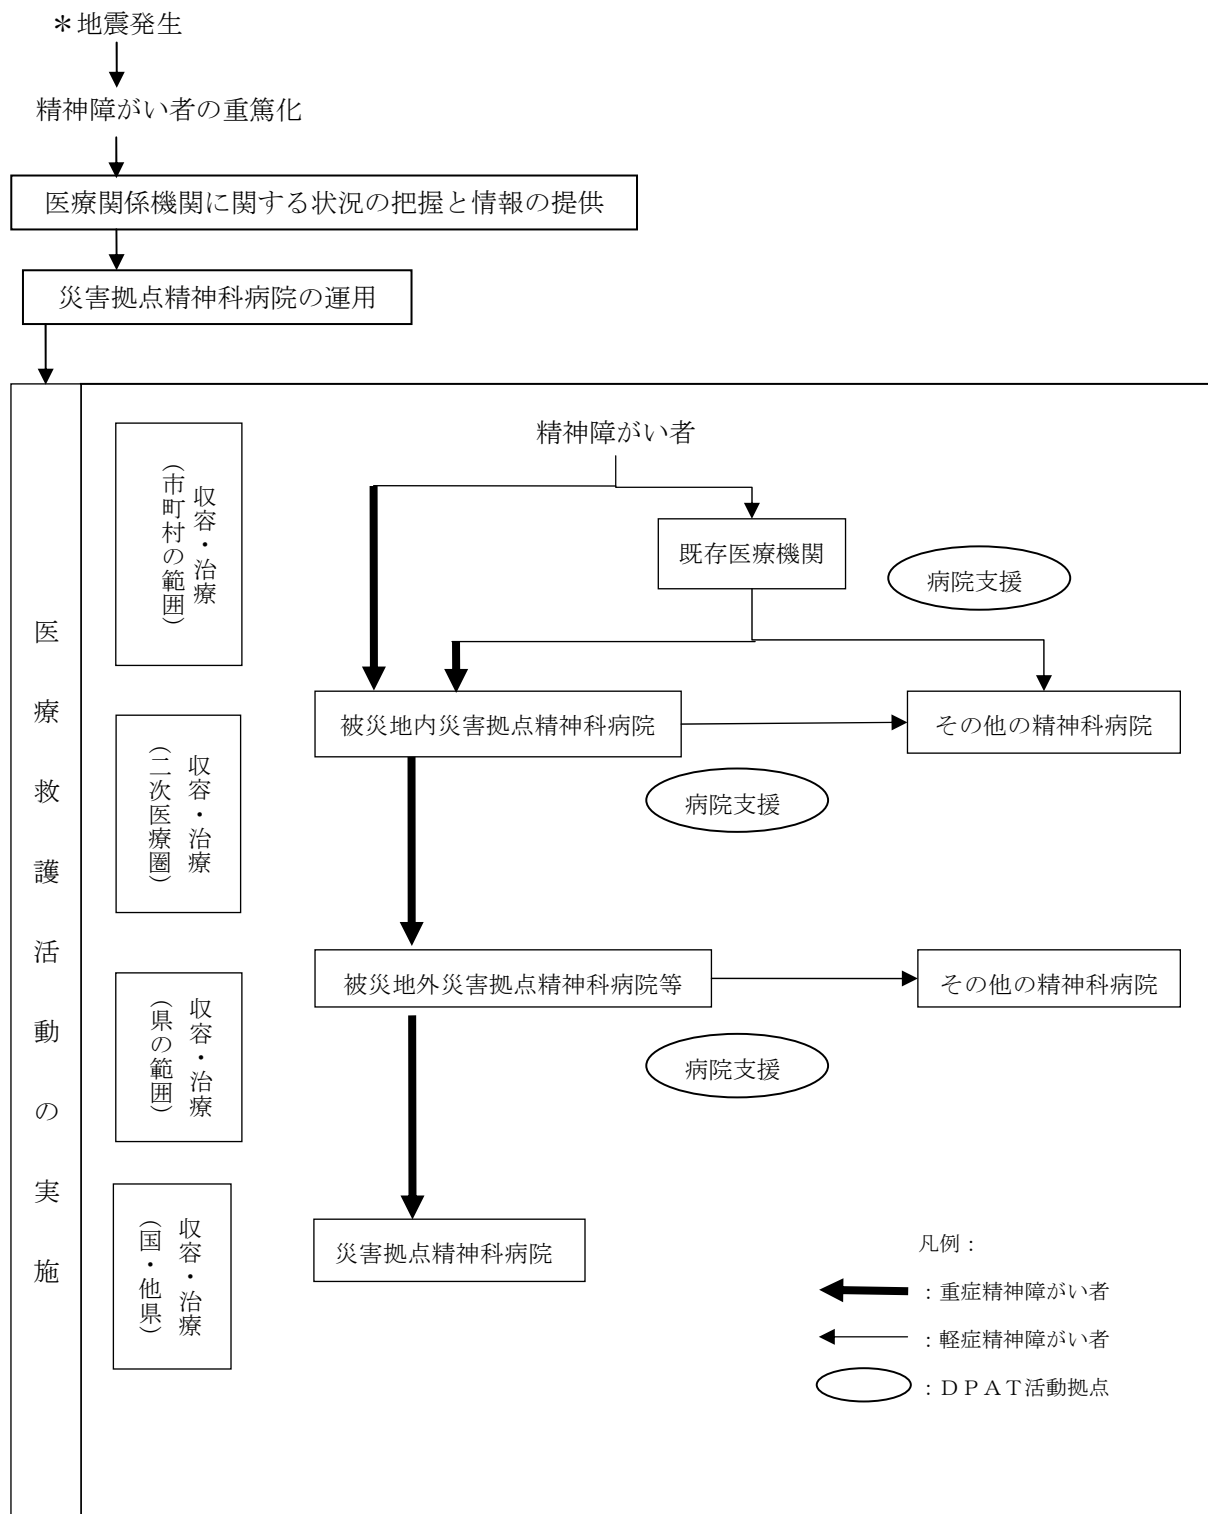 ＊地震発生
精神障がい者の重篤化
医療関係機関に関する状況の把握と情報の提供
災害拠点精神科病院の運用
医療救護活動の実施
収容・治療
（市町村の範囲）
精神障がい者
既存医療機関
病院支援
収容・治療
（二次医療圏）
被災地内災害拠点精神科病院
その他の精神科病院
病院支援
収容・治療
（県の範囲）
被災地外災害拠点精神科病院等
その他の精神科病院
病院支援
収容・治療
（国・他県）
災害拠点精神科病院
凡例：
：重症精神障がい者
：軽症精神障がい者
：ＤＰＡＴ活動拠点